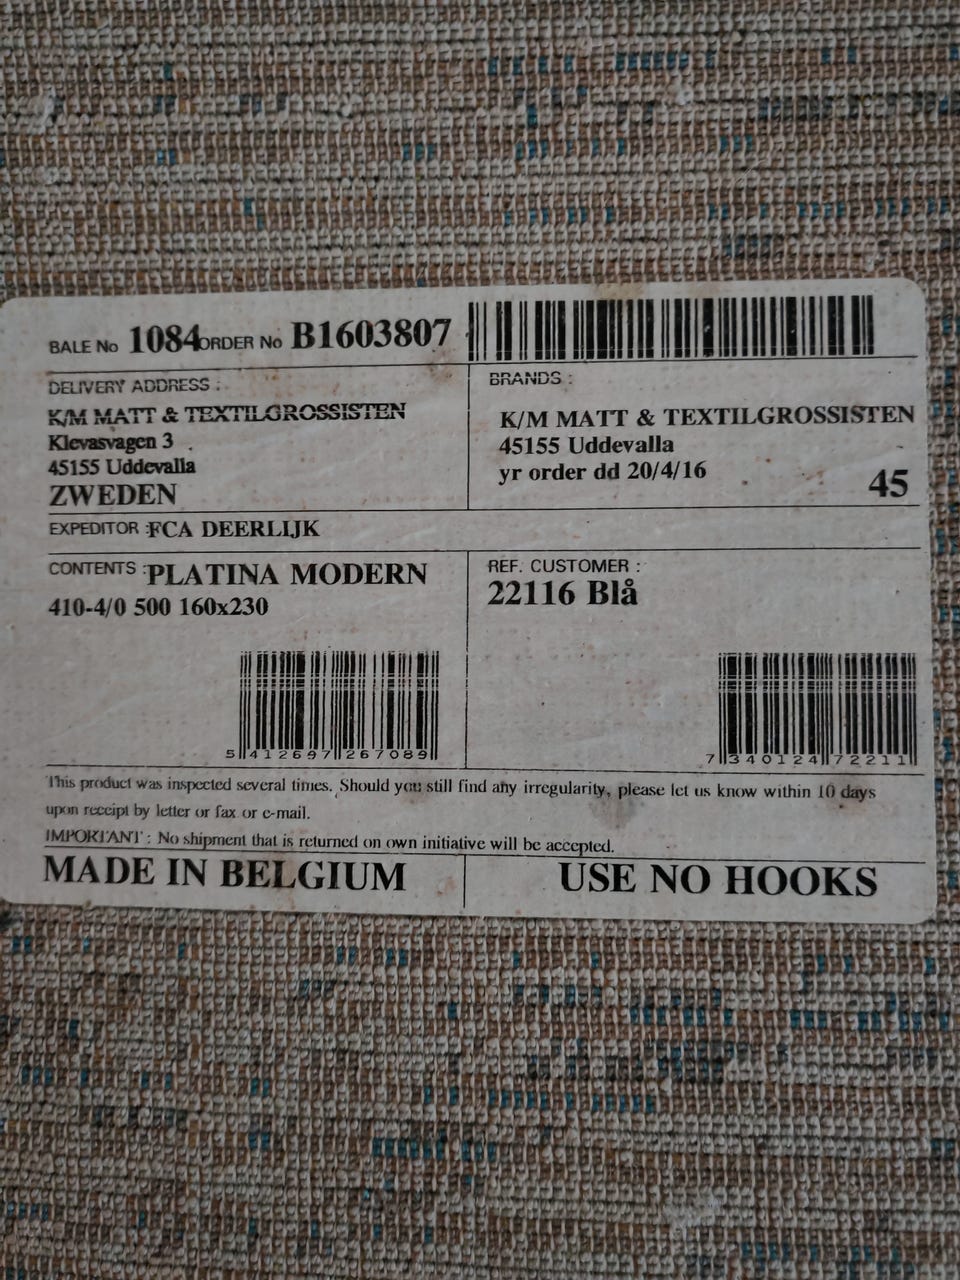 BALE No 1084 ORDER No B1603807
DELIVERY ADDRESS :
K/M MATT & TEXTILGROSSISTEN
Klevasvagen 3
45155 Uddevalla
ZWEDEN
BRANDS :
K/M MATT & TEXTILGROSSISTEN
45155 Uddevalla
yr order dd 20/4/16
45
EXPEDITOR : FCA DEERLIJK
CONTENTS : PLATINA MODERN
410-4/0 500 160x230
5 412697 267089
REF. CUSTOMER :
22116 Blå
7 340124 72211
This product was inspected several times. Should you still find any irregularity, please let us know within 10 days
upon receipt by letter or fax or e-mail.
IMPORTANT : No shipment that is returned on own initiative will be accepted.
MADE IN BELGIUM
USE NO HOOKS